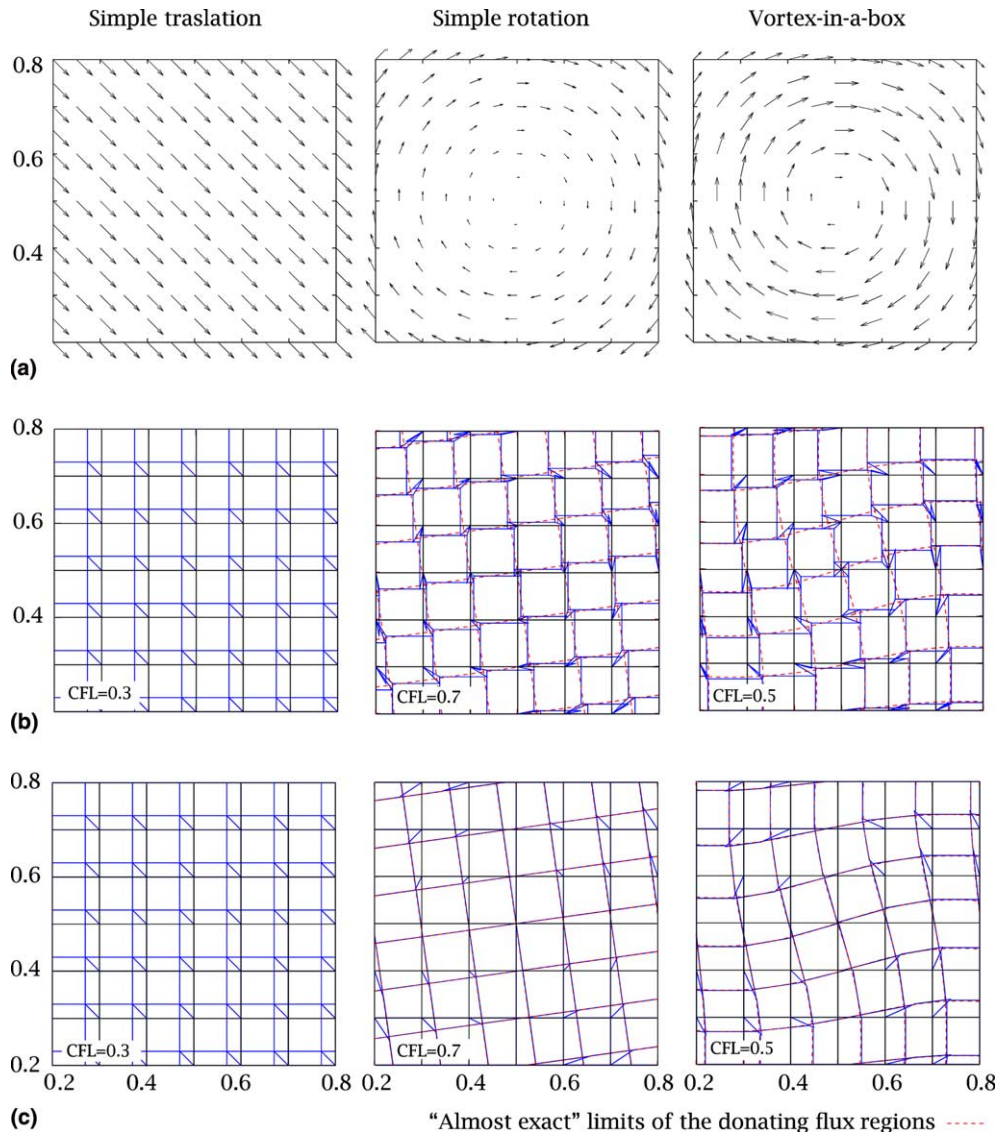 Simple traslation Simple rotation Vortex-in-a-box
0.8
0.6
0.4
(a)
0.8
0.6
0.4
CFL=0.3 CFL=0.7 CFL=0.5
(b)
0.8
0.6
0.4
0.2
CFL=0.3 CFL=0.7 CFL=0.5
0.2 0.4 0.6 0.8 0.2 0.4 0.6 0.8 0.2 0.4 0.6 0.8
(c)
“Almost exact” limits of the donating flux regions